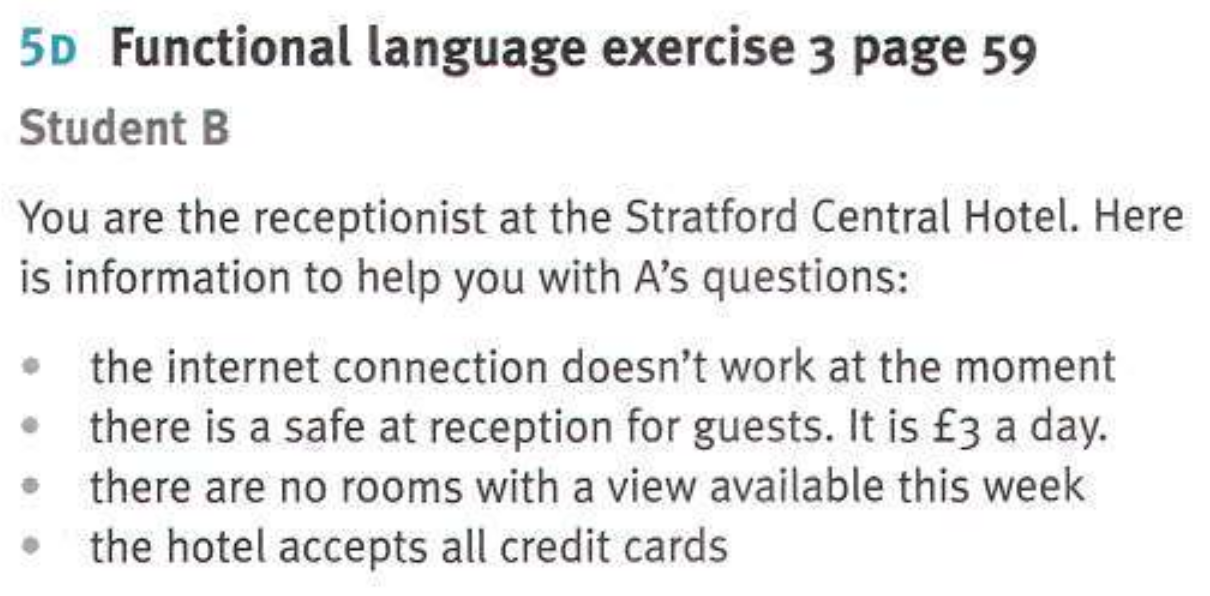 5D Functional language exercise 3 page 59
Student B
You are the receptionist at the Stratford Central Hotel. Here
is information to help you with A's questions:
• the internet connection doesn't work at the moment
• there is a safe at reception for guests. It is £3 a day.
• there are no rooms with a view available this week
• the hotel accepts all credit cards